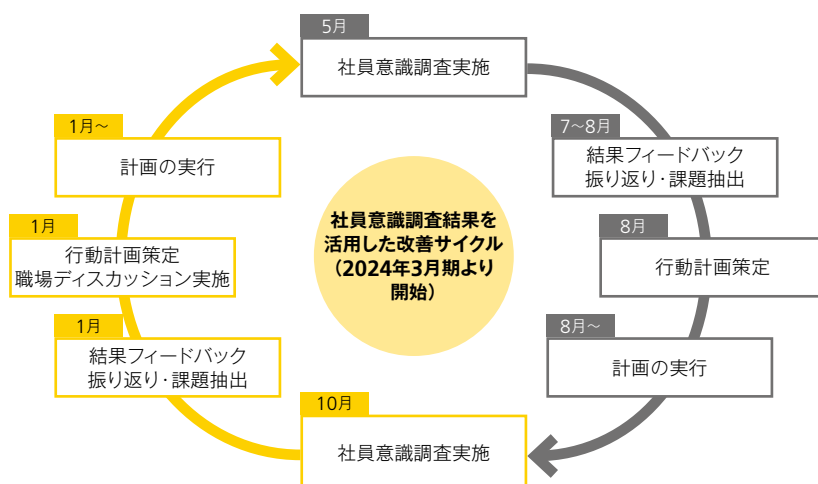 5月
社員意識調査実施
7〜8月
結果フィードバック
振り返り・課題抽出
8月
行動計画策定
8月〜
計画の実行
10月
社員意識調査実施
1月
結果フィードバック
振り返り・課題抽出
1月
行動計画策定
職場ディスカッション実施
1月〜
計画の実行
社員意識調査結果を
活用した改善サイクル
（2024年3月期より
開始）